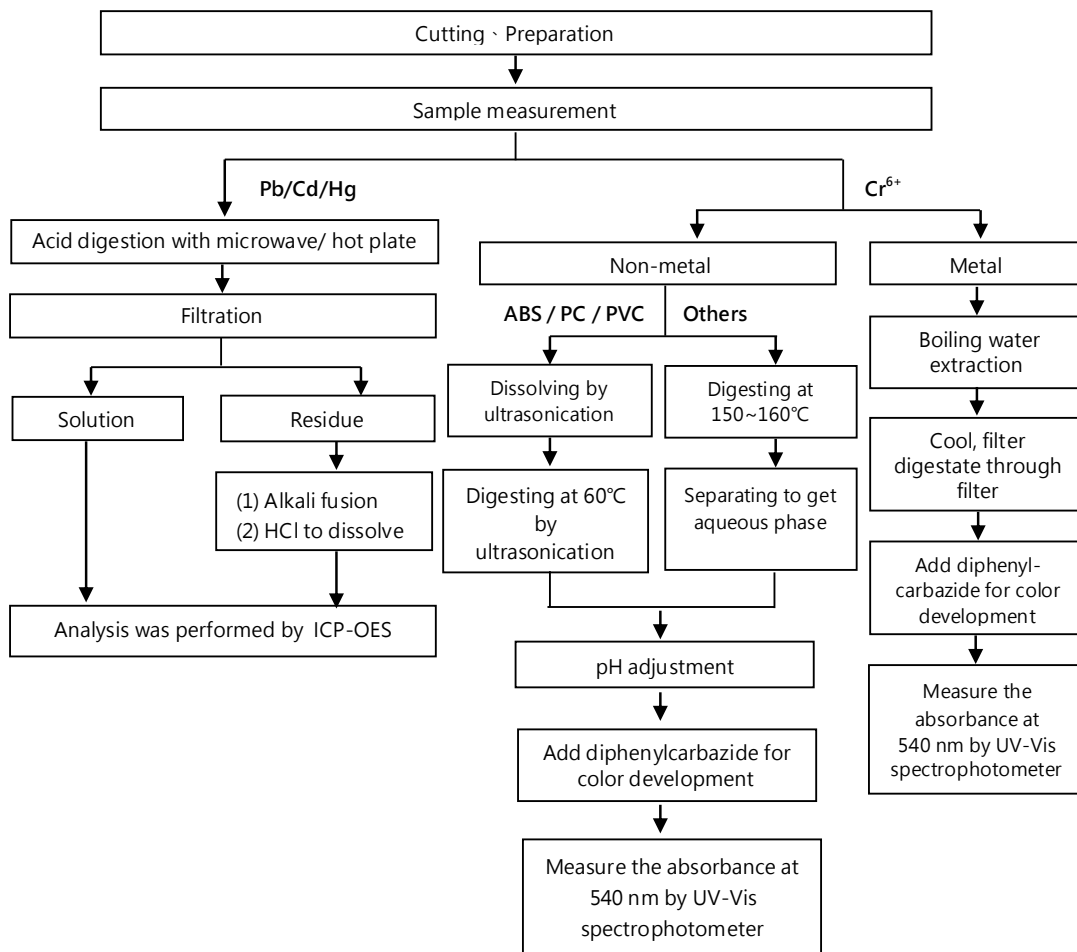 Cutting、Preparation
Sample measurement
Pb/Cd/Hg
Cr⁶⁺
Acid digestion with microwave/ hot plate
Filtration
Solution
Residue
(1) Alkali fusion
(2) HCl to dissolve
Analysis was performed by ICP-OES
Non-metal
ABS / PC / PVC
Others
Dissolving by
ultrasonication
Digesting at 60℃
by
ultrasonication
Digesting at
150~160℃
Separating to get
aqueous phase
pH adjustment
Add diphenylcarbazide for
color development
Measure the absorbance at
540 nm by UV-Vis
spectrophotometer
Metal
Boiling water
extraction
Cool, filter
digestate through
filter
Add diphenyl-
carbazide for color
development
Measure the
absorbance at
540 nm by UV-Vis
spectrophotometer